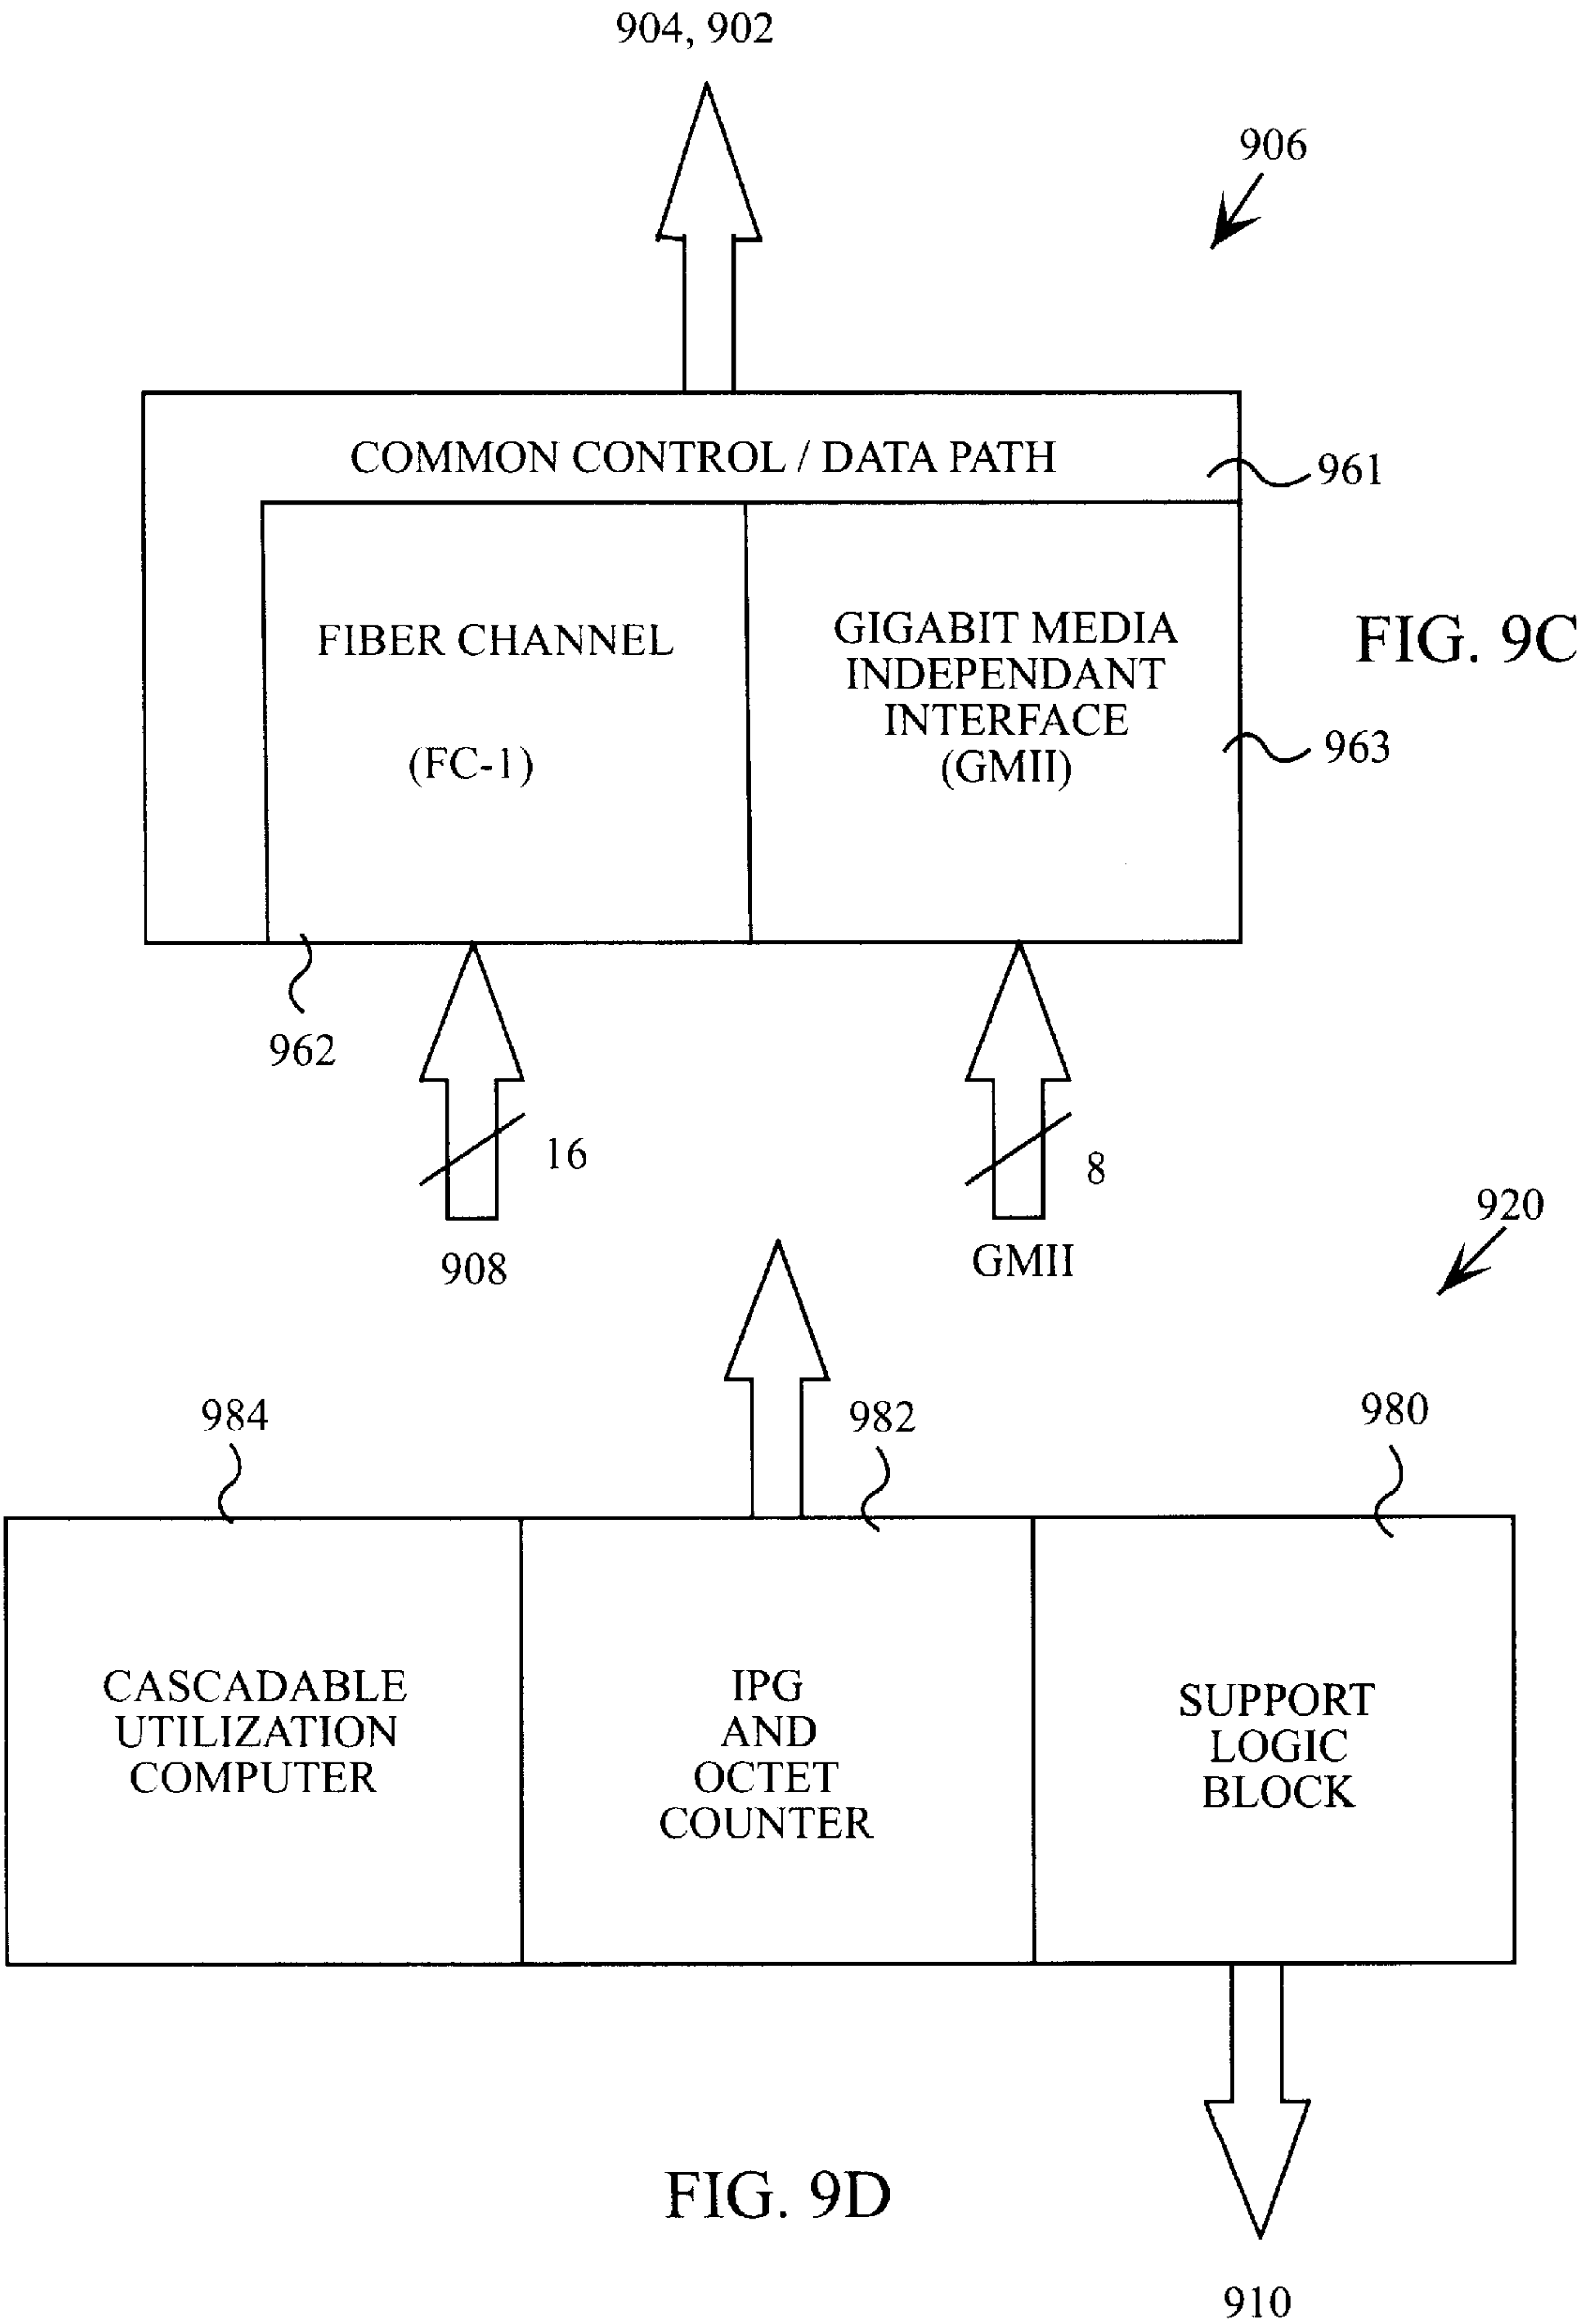 904, 902
906
COMMON CONTROL / DATA PATH
961
FIBER CHANNEL
(FC-1)
GIGABIT MEDIA
INDEPENDANT
INTERFACE
(GMII)
FIG. 9C
963
962
16
8
908
GMII
920
984
982
980
CASCADABLE
UTILIZATION
COMPUTER
IPG
AND
OCTET
COUNTER
SUPPORT
LOGIC
BLOCK
FIG. 9D
910